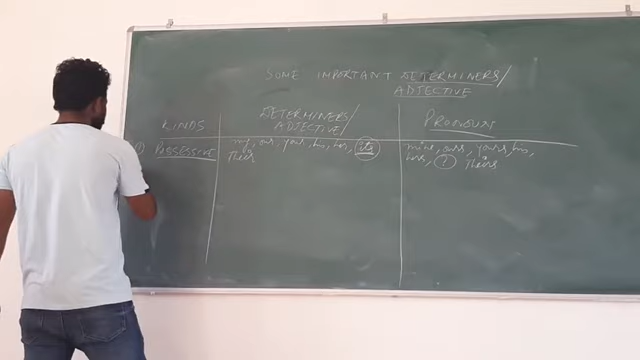 SOME IMPORTANT DETERMINERS/
ADJECTIVE
KINDS
DETERMINERS/
ADJECTIVE
PRONOUN
① POSSESSIVE
my, our, your, his, her, its
Their
mine, ours, yours, his,
hers, ? Theirs